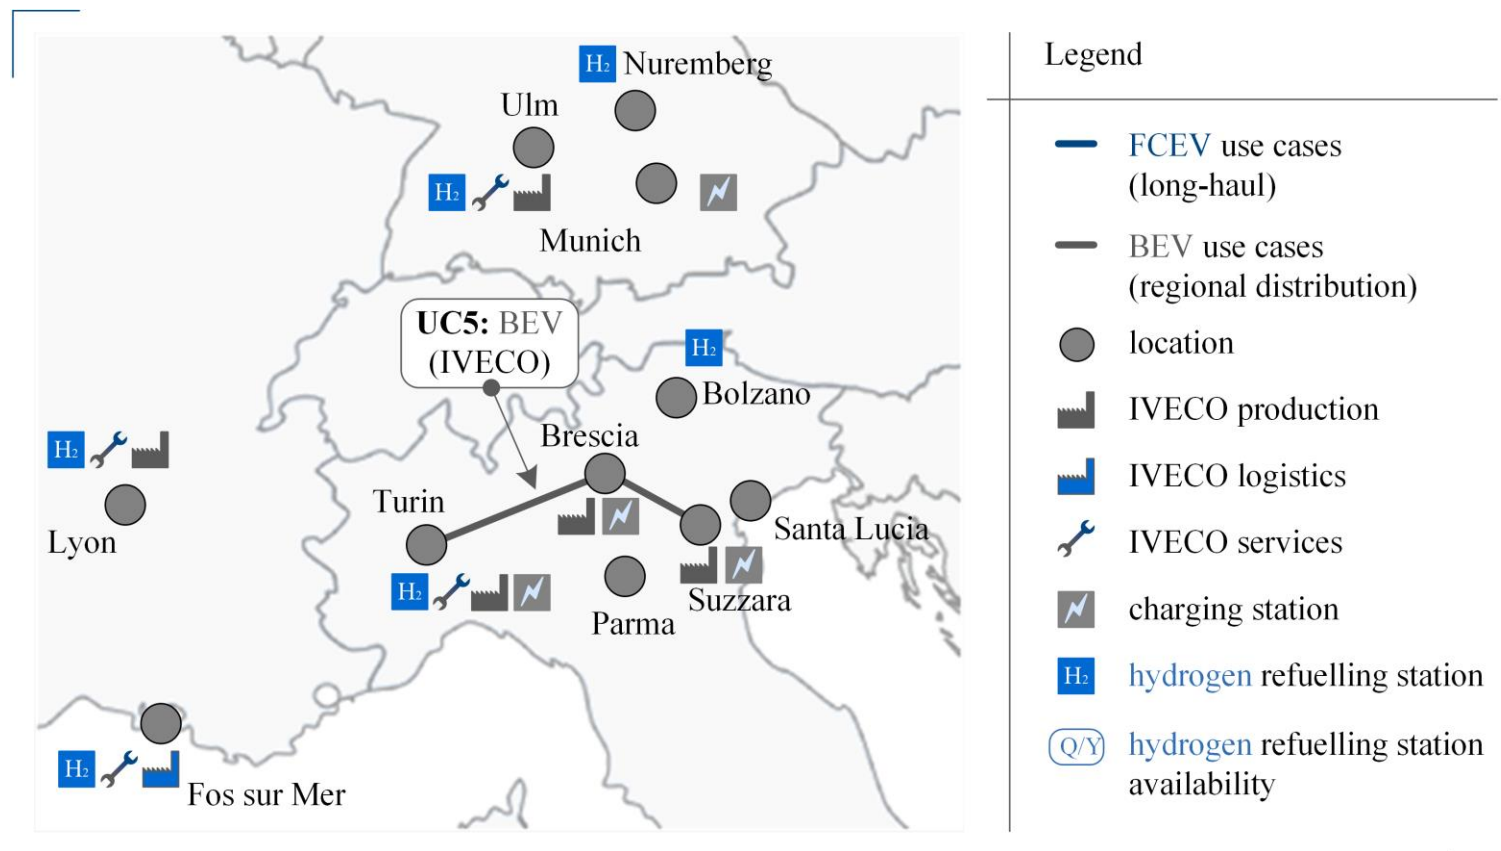 H₂ Nuremberg
Ulm
H₂
Munich
UC5: BEV
(IVECO)
H₂
Bolzano
Brescia
H₂
Turin
Santa Lucia
Lyon
H₂
Suzzara
Parma
H₂
Fos sur Mer
Legend
FCEV use cases
(long-haul)
BEV use cases
(regional distribution)
location
IVECO production
IVECO logistics
IVECO services
charging station
H₂ hydrogen refuelling station
Q/Y hydrogen refuelling station
availability